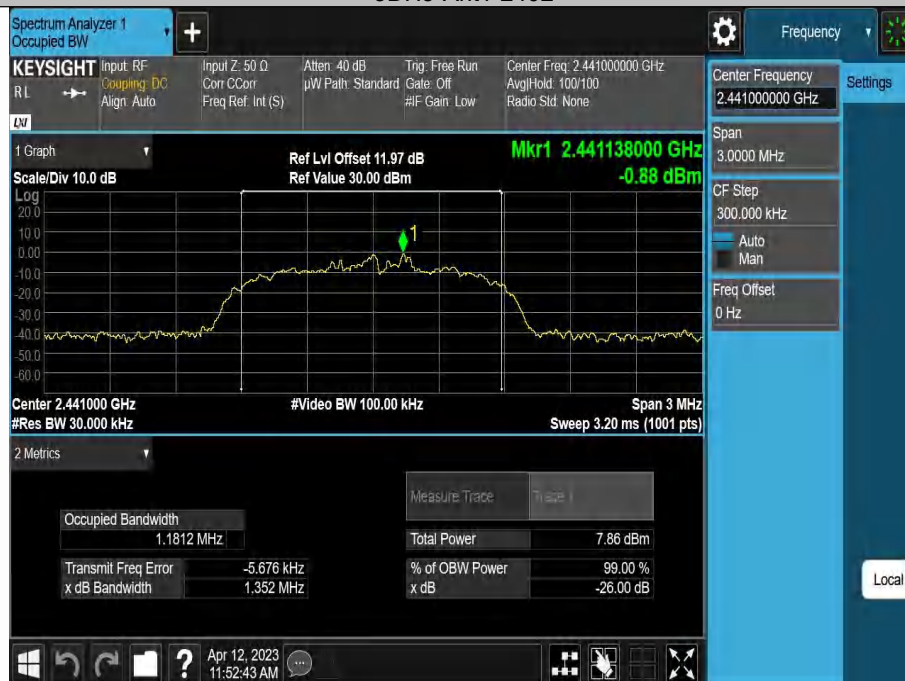 Spectrum Analyzer 1
Occupied BW
Frequency
KEYSIGHT
Input: RF
Input Z: 50 Ω
Atten: 40 dB
Trig: Free Run
Center Freq: 2.441000000 GHz
RL
Coupling: DC
Corr CCorr
µW Path: Standard
Gate: Off
Avg|Hold: 100/100
Align: Auto
Freq Ref: Int (S)
#IF Gain: Low
Radio Std: None
LXI
Center Frequency
2.441000000 GHz
Settings
Span
3.0000 MHz
CF Step
300.000 kHz
Auto
Man
Freq Offset
0 Hz
1 Graph
Ref Lvl Offset 11.97 dB
Mkr1 2.441138000 GHz
Scale/Div 10.0 dB
Ref Value 30.00 dBm
-0.88 dBm
Log
20.0
10.0
0.00
-10.0
-20.0
-30.0
-40.0
-50.0
-60.0
1
Center 2.441000 GHz
#Video BW 100.00 kHz
Span 3 MHz
#Res BW 30.000 kHz
Sweep 3.20 ms (1001 pts)
2 Metrics
Measure Trace
Trace 1
Occupied Bandwidth
1.1812 MHz
Total Power
7.86 dBm
Transmit Freq Error
-5.676 kHz
% of OBW Power
99.00 %
x dB Bandwidth
1.352 MHz
x dB
-26.00 dB
Local
Apr 12, 2023
11:52:43 AM